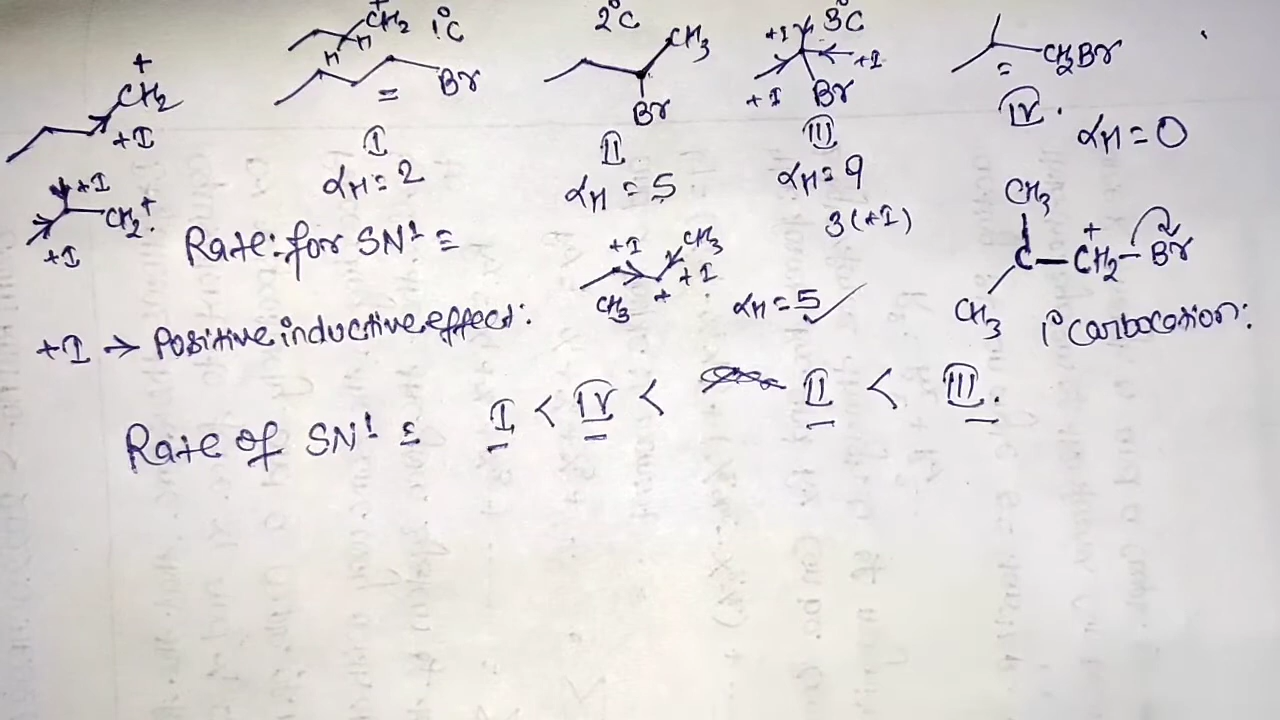 +CH2 1°C 2°C CH3 +I 3°C +I
H H Br Br +I Br CH2Br
+ CH2 +I
I II III IV.
αH = 2 αH = 5 αH = 9 αH = 0
+I CH2+ +I
3(+I)
Rate: for SN1 =
+I CH3 +I CH3 + αH = 5 ✓
CH3 C – CH2 – Br + CH3
1° carbocation:
+I → Positive inductive effect:
Rate of SN1 = I < IV < II < III.